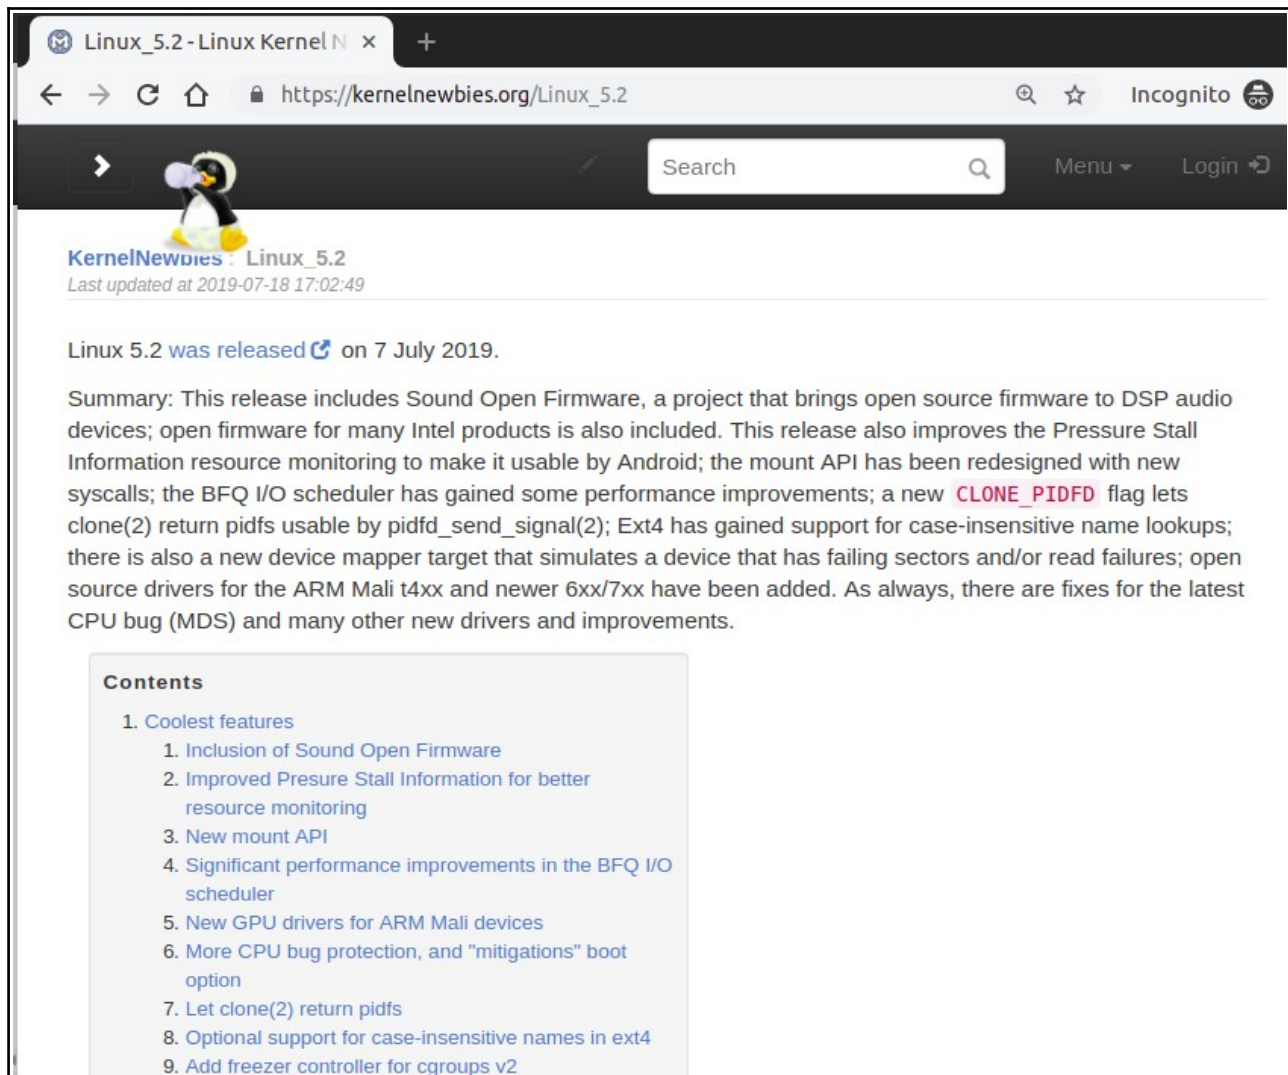 Linux_5.2 - Linux Kernel N
https://kernelnewbies.org/Linux_5.2
Incognito
Search
Menu
Login
KernelNewbies : Linux_5.2
Last updated at 2019-07-18 17:02:49
Linux 5.2 was released on 7 July 2019.
Summary: This release includes Sound Open Firmware, a project that brings open source firmware to DSP audio
devices; open firmware for many Intel products is also included. This release also improves the Pressure Stall
Information resource monitoring to make it usable by Android; the mount API has been redesigned with new
syscalls; the BFQ I/O scheduler has gained some performance improvements; a new CLONE_PIDFD flag lets
clone(2) return pidfs usable by pidfd_send_signal(2); Ext4 has gained support for case-insensitive name lookups;
there is also a new device mapper target that simulates a device that has failing sectors and/or read failures; open
source drivers for the ARM Mali t4xx and newer 6xx/7xx have been added. As always, there are fixes for the latest
CPU bug (MDS) and many other new drivers and improvements.
Contents
1. Coolest features
1. Inclusion of Sound Open Firmware
2. Improved Presure Stall Information for better
resource monitoring
3. New mount API
4. Significant performance improvements in the BFQ I/O
scheduler
5. New GPU drivers for ARM Mali devices
6. More CPU bug protection, and "mitigations" boot
option
7. Let clone(2) return pidfs
8. Optional support for case-insensitive names in ext4
9. Add freezer controller for cgroups v2